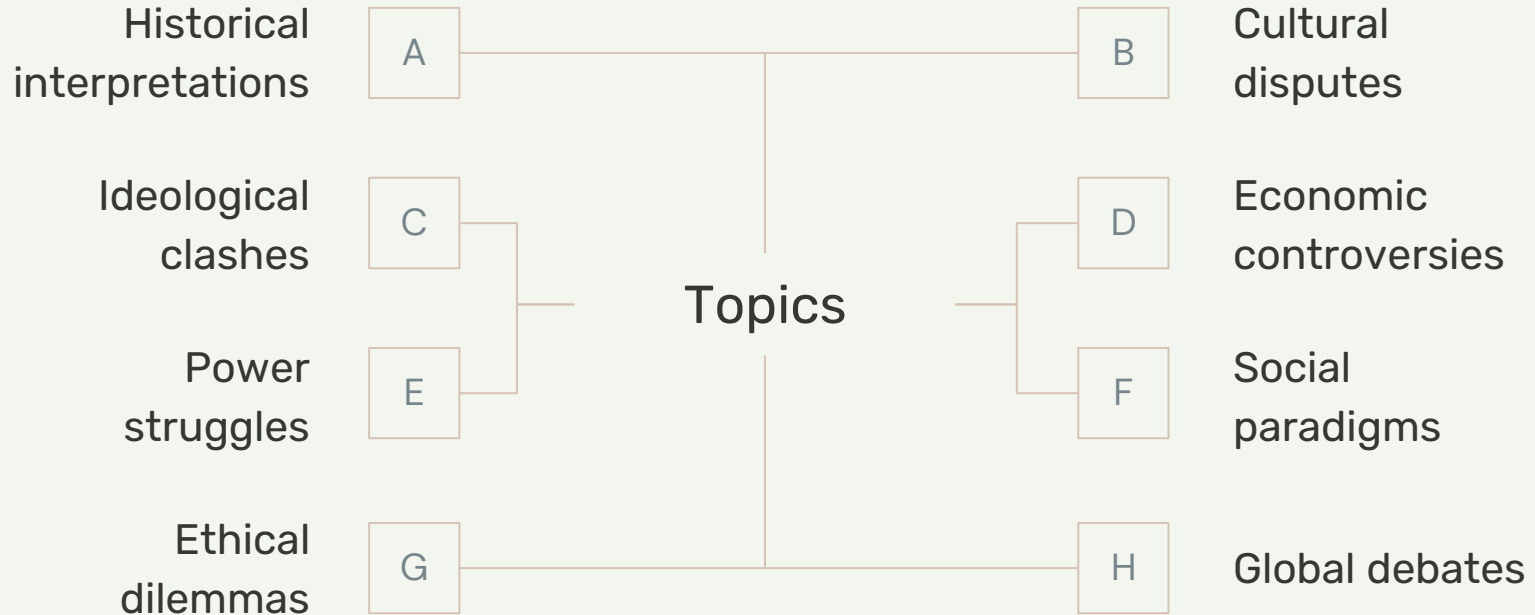 Historical
interpretations
A
B
Cultural
disputes
Ideological
clashes
C
D
Economic
controversies
Topics
Power
struggles
E
F
Social
paradigms
Ethical
dilemmas
G
H
Global debates